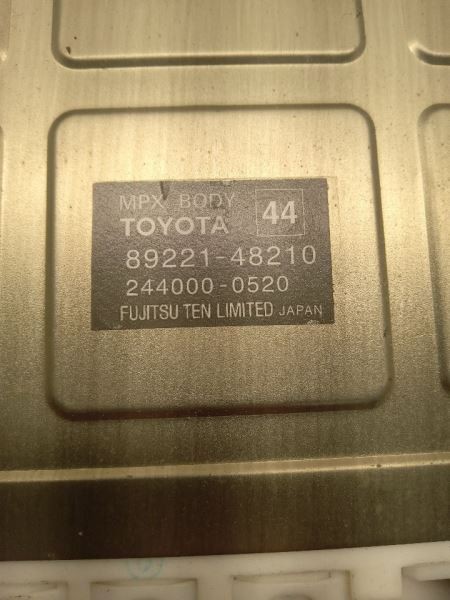 MPX BODY
TOYOTA 44
89221-48210
244000-0520
FUJITSU TEN LIMITED JAPAN